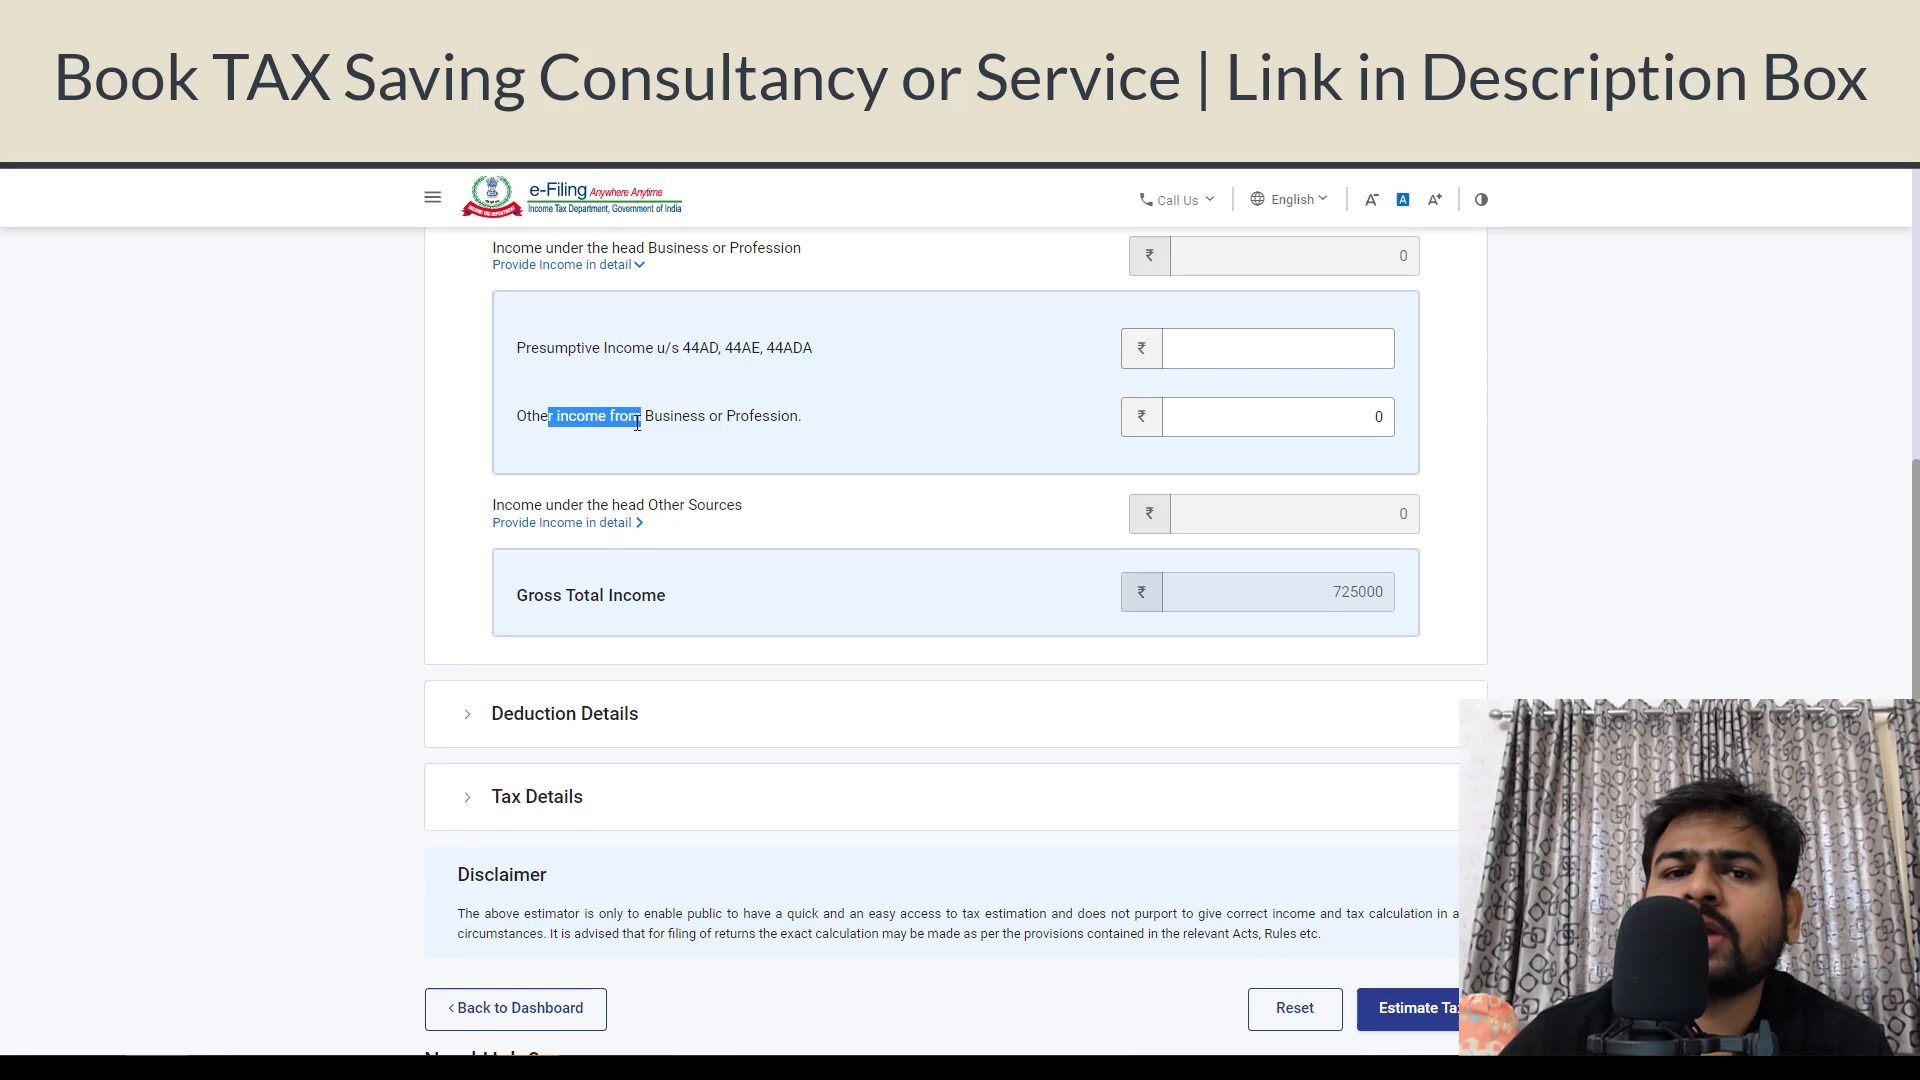 Book TAX Saving Consultancy or Service | Link in Description Box
e-Filing Anywhere Anytime
Income Tax Department, Government of India
INCOME TAX DEPARTMENT
Call Us
English
A-
A
A+
Income under the head Business or Profession
Provide Income in detail
₹ 0
Presumptive Income u/s 44AD, 44AE, 44ADA
₹
Other income from Business or Profession.
₹ 0
Income under the head Other Sources
Provide Income in detail
₹ 0
Gross Total Income
₹ 725000
Deduction Details
Tax Details
Disclaimer
The above estimator is only to enable public to have a quick and an easy access to tax estimation and does not purport to give correct income and tax calculation in a
circumstances. It is advised that for filing of returns the exact calculation may be made as per the provisions contained in the relevant Acts, Rules etc.
< Back to Dashboard
Reset
Estimate Ta